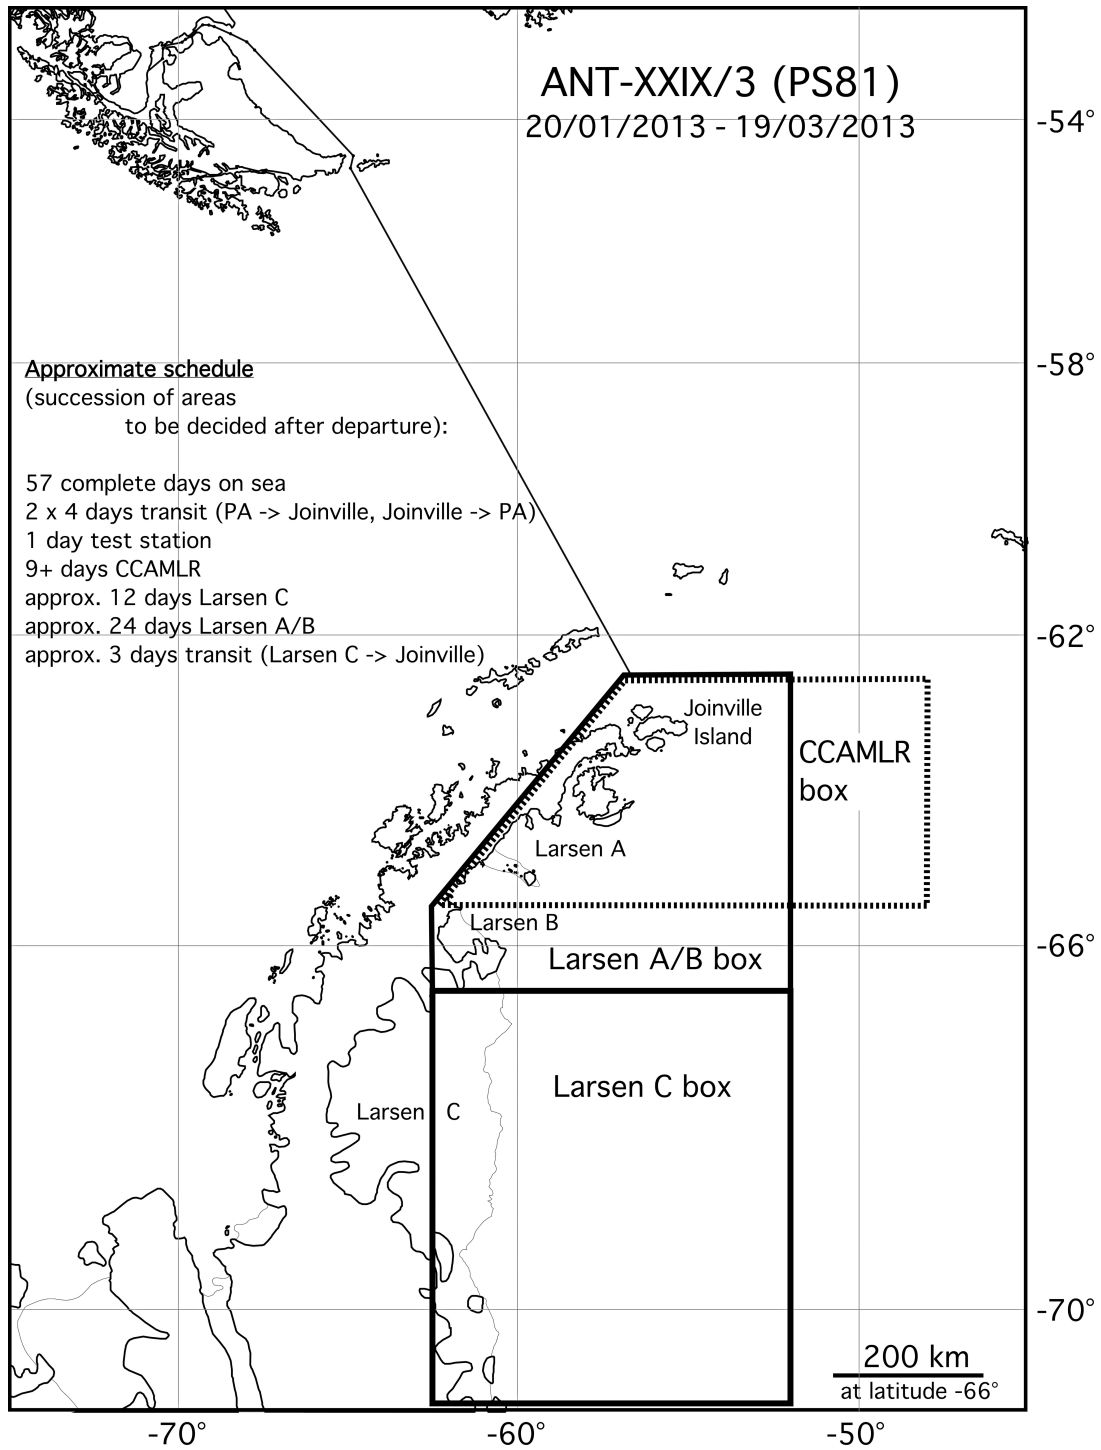 ANT-XXIX/3 (PS81)
20/01/2013 - 19/03/2013
-54°
-58°
Approximate schedule
(succession of areas
to be decided after departure):
57 complete days on sea
2 x 4 days transit (PA -> Joinville, Joinville -> PA)
1 day test station
9+ days CCAMLR
approx. 12 days Larsen C
approx. 24 days Larsen A/B
approx. 3 days transit (Larsen C -> Joinville)
-62°
Joinville
Island
CCAMLR
box
Larsen A
Larsen B
Larsen A/B box
-66°
Larsen C box
Larsen C
-70°
200 km
at latitude -66°
-70°
-60°
-50°